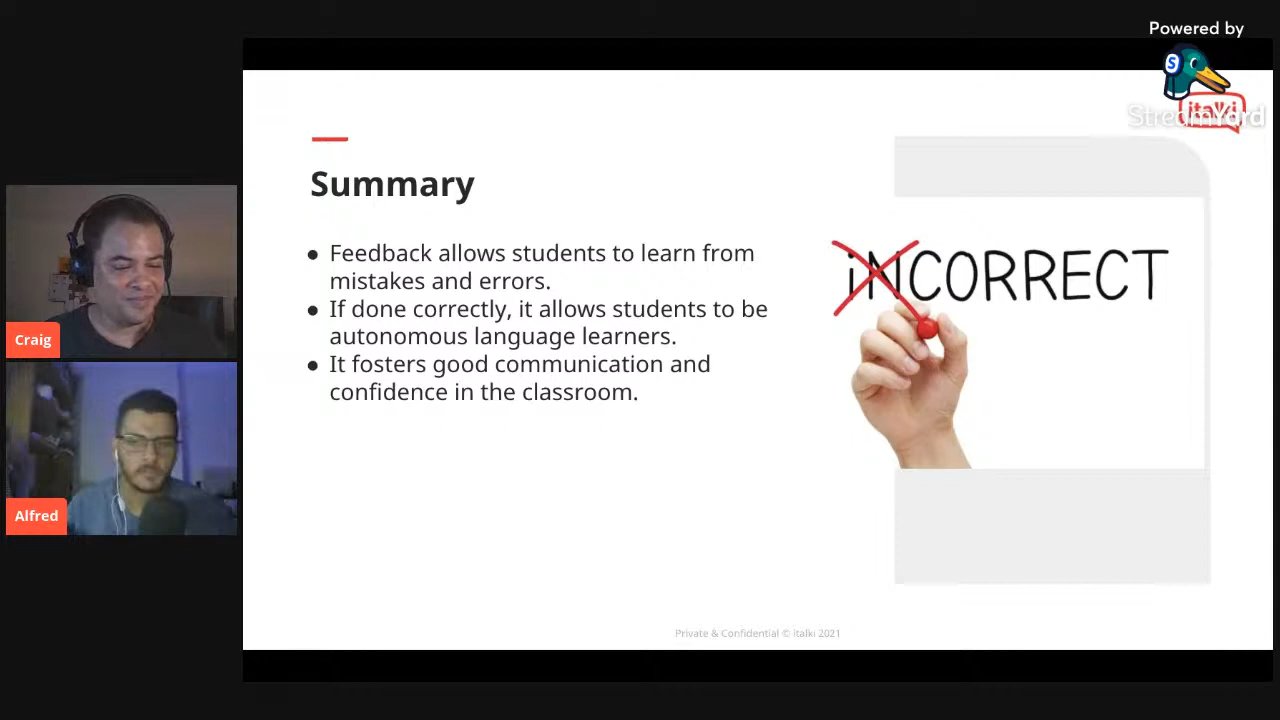 Powered by
StreamYard
italki
Summary
● Feedback allows students to learn from
mistakes and errors.
● If done correctly, it allows students to be
autonomous language learners.
● It fosters good communication and
confidence in the classroom.
iNCORRECT
Craig
Alfred
Private & Confidential © italki 2021